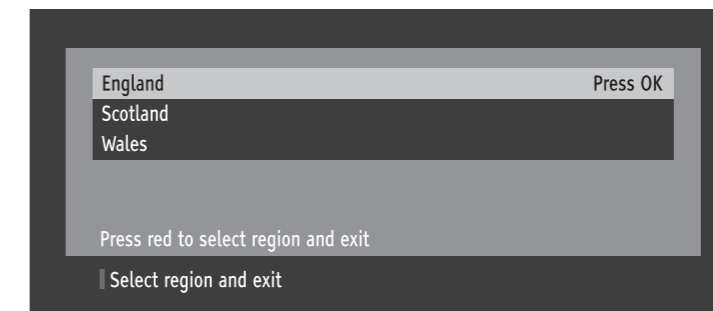 England Press OK
Scotland
Wales
Press red to select region and exit
Select region and exit